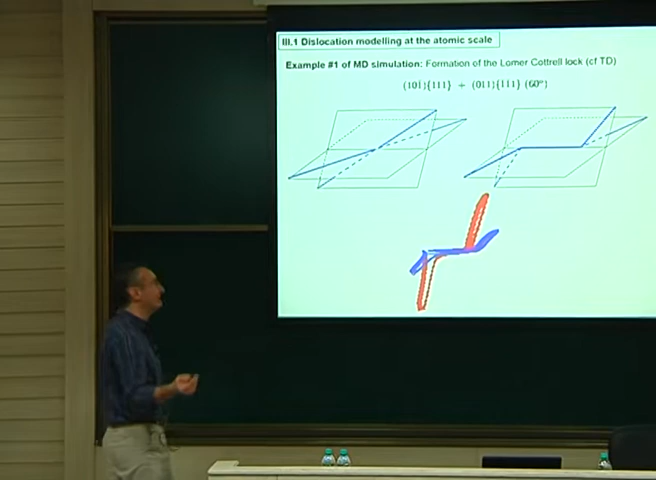 III.1 Dislocation modelling at the atomic scale
Example #1 of MD simulation: Formation of the Lomer Cottrell lock (cf TD)
(101){111} + (011){111} (60°)